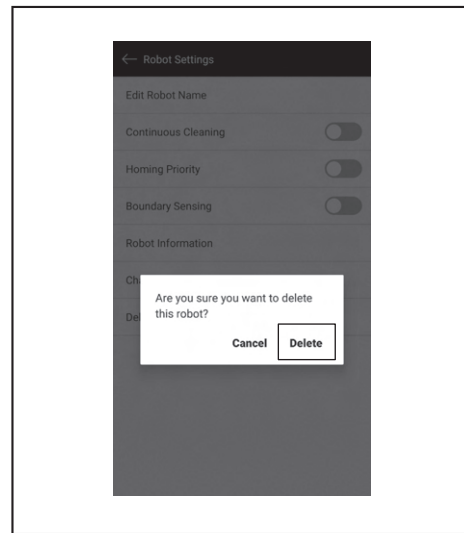 Robot Settings
Edit Robot Name
Continuous Cleaning
Homing Priority
Boundary Sensing
Robot Information
Are you sure you want to delete
this robot?
Cancel Delete